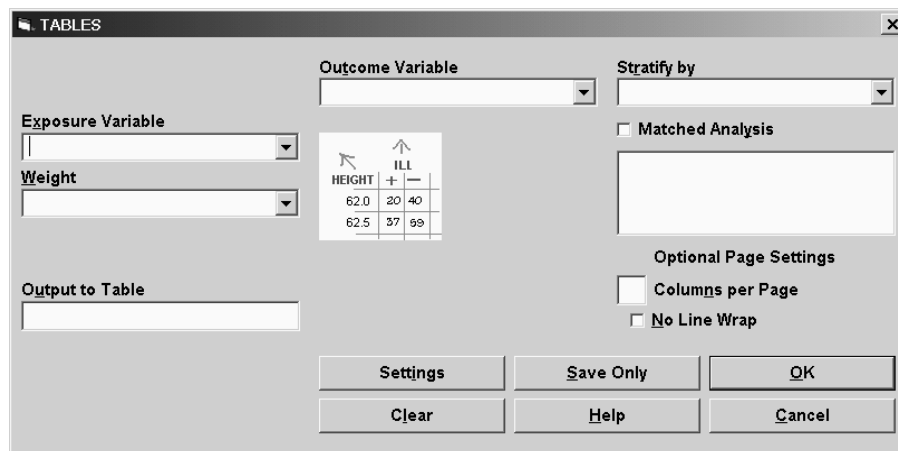 TABLES
Outcome Variable
Stratify by
Exposure Variable
Matched Analysis
ILL
HEIGHT + −
62.0 20 40
62.5 37 69
Weight
Optional Page Settings
Output to Table
Columns per Page
No Line Wrap
Settings
Save Only
OK
Clear
Help
Cancel